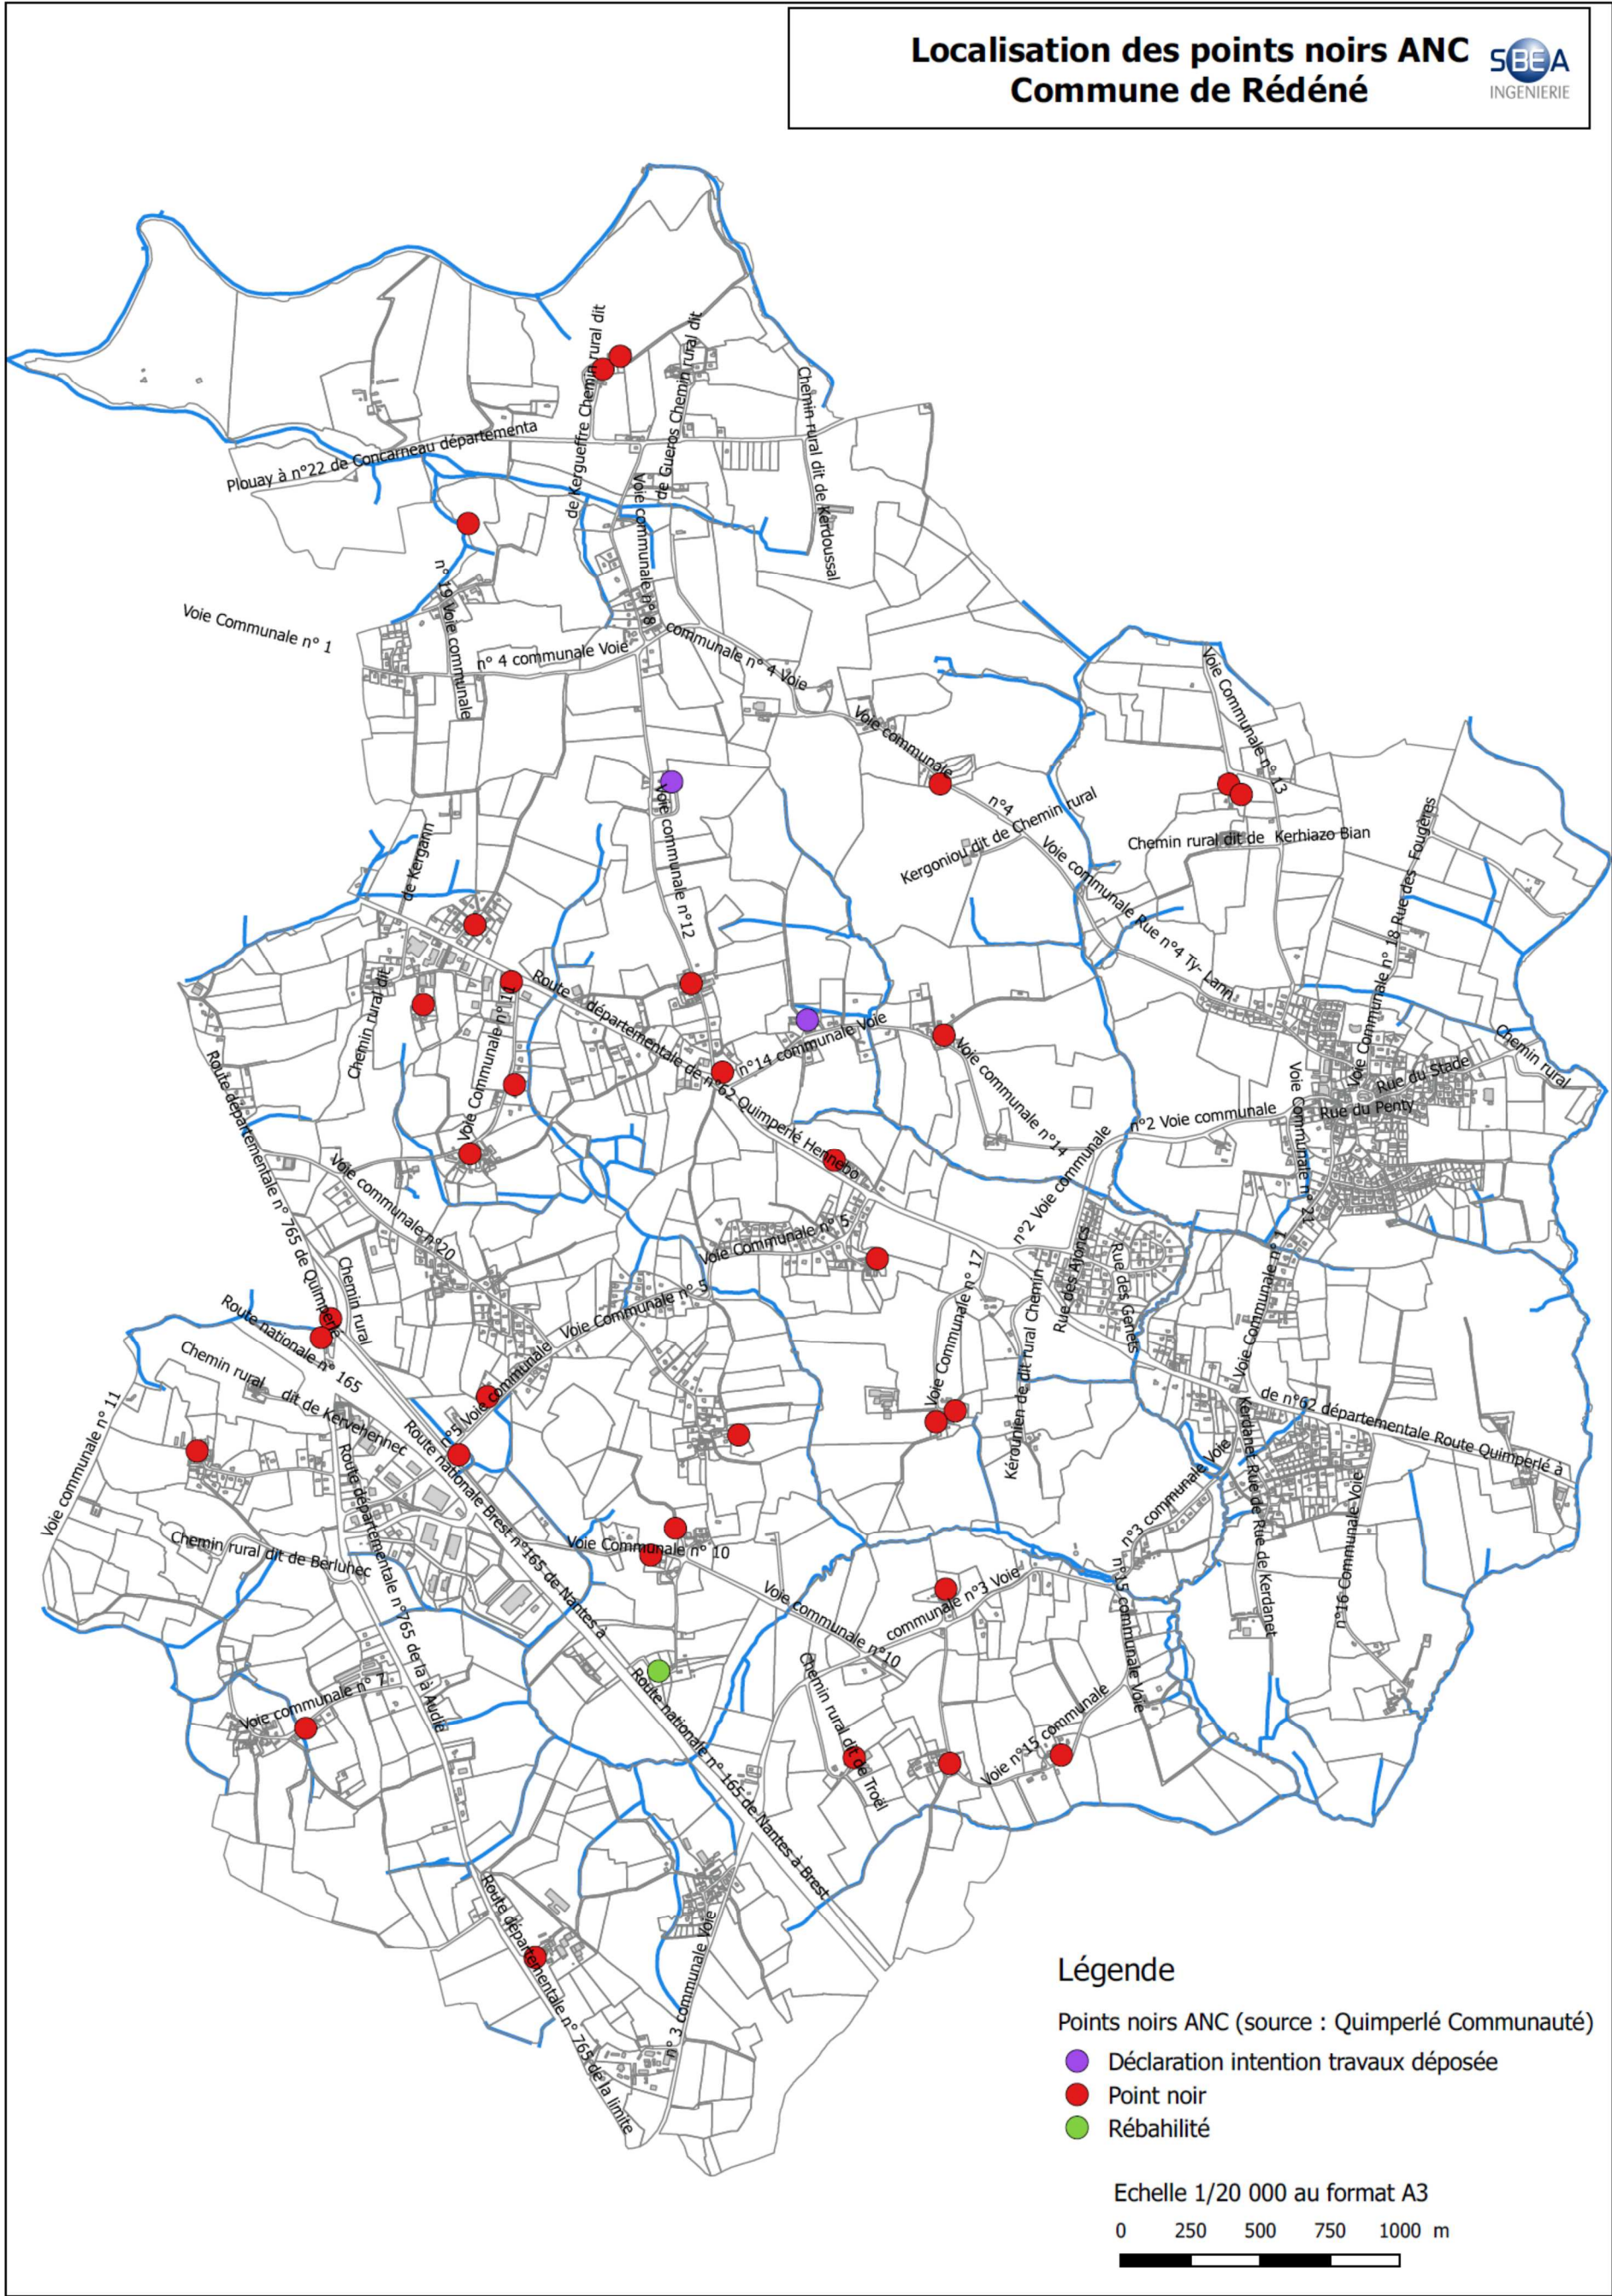 Localisation des points noirs ANC
Commune de Rédéné
SBEA
INGENIERIE
de Kergueffre Chemin rural dit
de Gueros Chemin rural dit
Chemin rural dit de Kerdoussal
Plouay à n°22 de Concarneau départementa
Voie communale n° 8
n° 19 Voie communale
Voie Communale n° 1
n° 4 communale Voie
communale n° 4 Voie
Voie communale
n°4
Voie Communale n° 13
Voie communale n°12
Kergoniou dit de Chemin rural
Chemin rural dit de Kerhiazo Bian
Voie communale Rue n°4 Ty- Lann
Voie Communale n° 18 Rue des Fougères
de Kergann
Chemin rural dit
Voie Communale n° 11
Route départementale de n°62 Quimperlé Hennebo
n°14 communale Voie
Voie communale n°14
Chemin rural
Rue du Stade
Rue du Penty
n°2 Voie communale
Voie Communale n°21
Route départementale n° 765 de Quimperlé
Voie communale n°20
Voie Communale n° 5
n°2 Voie communale
Rue des Ajoncs
Rue des Genets
Voie Communale n° 1
Voie Communale n° 17
Kérounien de dit rural Chemin
Chemin rural
Route nationale n° 165
Voie Communale n° 5
n°5 Voie communale
Chemin rural dit de Kervehennec
Voie communale n° 11
Route nationale Brest n°165 de Nantes à
Route départementale n°765 de la à Audie
Chemin rural dit de Berluhec
Voie Communale n° 10
de n°62 départementale Route Quimperlé à
Kerdanet Rue de Rue de Kerdanet
n°3 communale Voie
n°16 Communale Voie
n°15 communale Voie
communale n°3 Voie
Voie communale n°10
Chemin rural dit de Troël
Voie n°15 communale
Voie communale n° 7
Route nationale n° 165 de Nantes à Brest
Route départementale n° 765 de la limite
n° 3 communale Voie
Légende
Points noirs ANC (source : Quimperlé Communauté)
Déclaration intention travaux déposée
Point noir
Rébahilité
Echelle 1/20 000 au format A3
0 250 500 750 1000 m